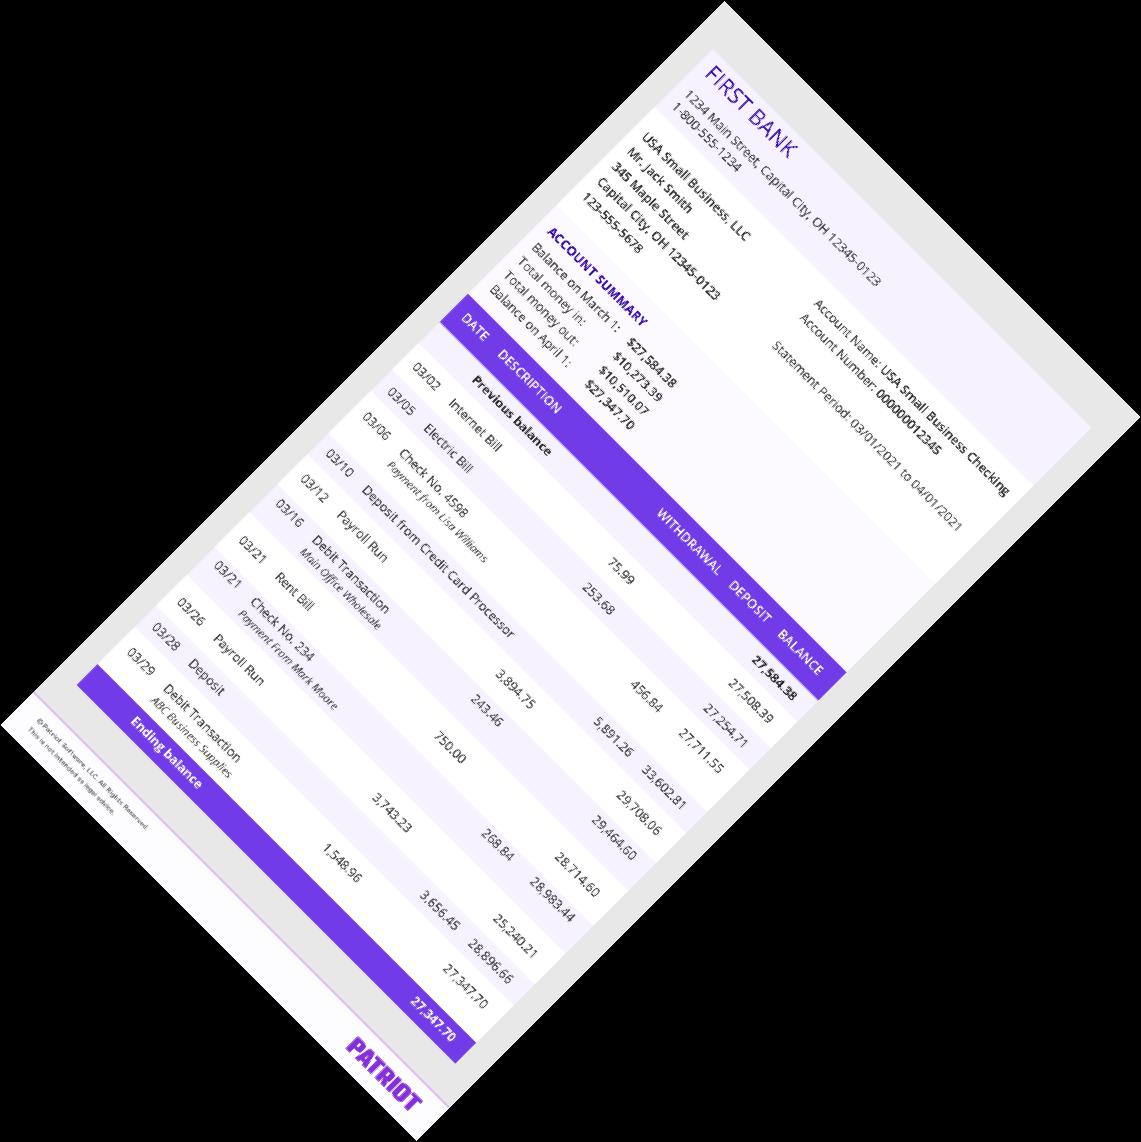 FIRST BANK
1234 Main Street, Capital City, OH 12345-0123
1-800-555-1234
USA Small Business, LLC
Mr. Jack Smith
345 Maple Street
Capital City, OH 12345-0123
123-555-5678
Account Name: USA Small Business Checking
Account Number: 000000012345
Statement Period: 03/01/2021 to 04/01/2021
ACCOUNT SUMMARY
Balance on March 1: $27,584.38
Total money in: $10,273.39
Total money out: $10,510.07
Balance on April 1: $27,347.70
DATE DESCRIPTION WITHDRAWAL DEPOSIT BALANCE
Previous balance 27,584.38
03/02 Internet Bill 75.99 27,508.39
03/05 Electric Bill 253.68 27,254.71
03/06 Check No. 4598 456.84 27,711.55
Payment from Lisa Williams
03/10 Deposit from Credit Card Processor 5,891.26 33,602.81
03/12 Payroll Run 3,894.75 29,708.06
03/16 Debit Transaction 243.46 29,464.60
Main Office Wholesale
03/21 Rent Bill 750.00 28,714.60
03/21 Check No. 234 268.84 28,983.44
Payment From Mark Moore
03/26 Payroll Run 3,743.23 25,240.21
03/28 Deposit 3,656.45 28,896.66
03/29 Debit Transaction 1,548.96 27,347.70
ABC Business Supplies
Ending balance 27,347.70
© Patriot Software, LLC. All Rights Reserved.
This is not intended as legal advice.
PATRIOT